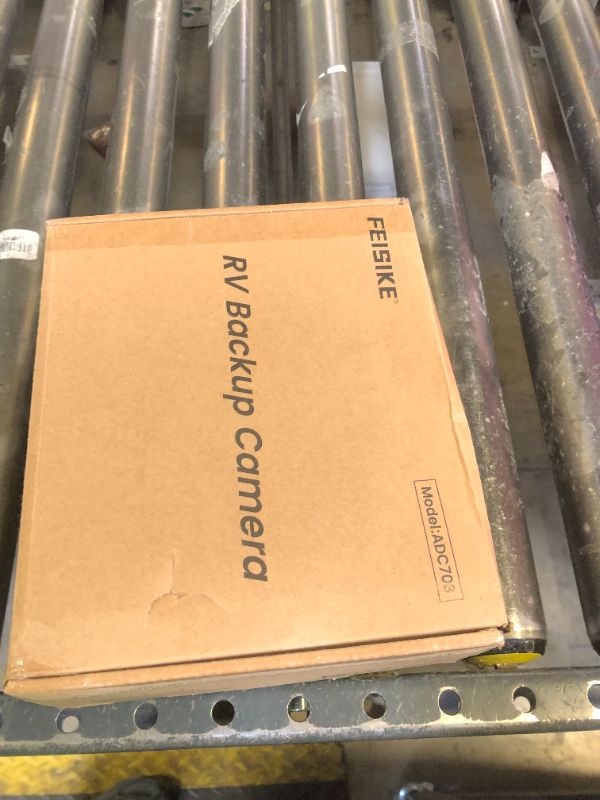 FEISIKE®
RV Backup Camera
Model:ADC703